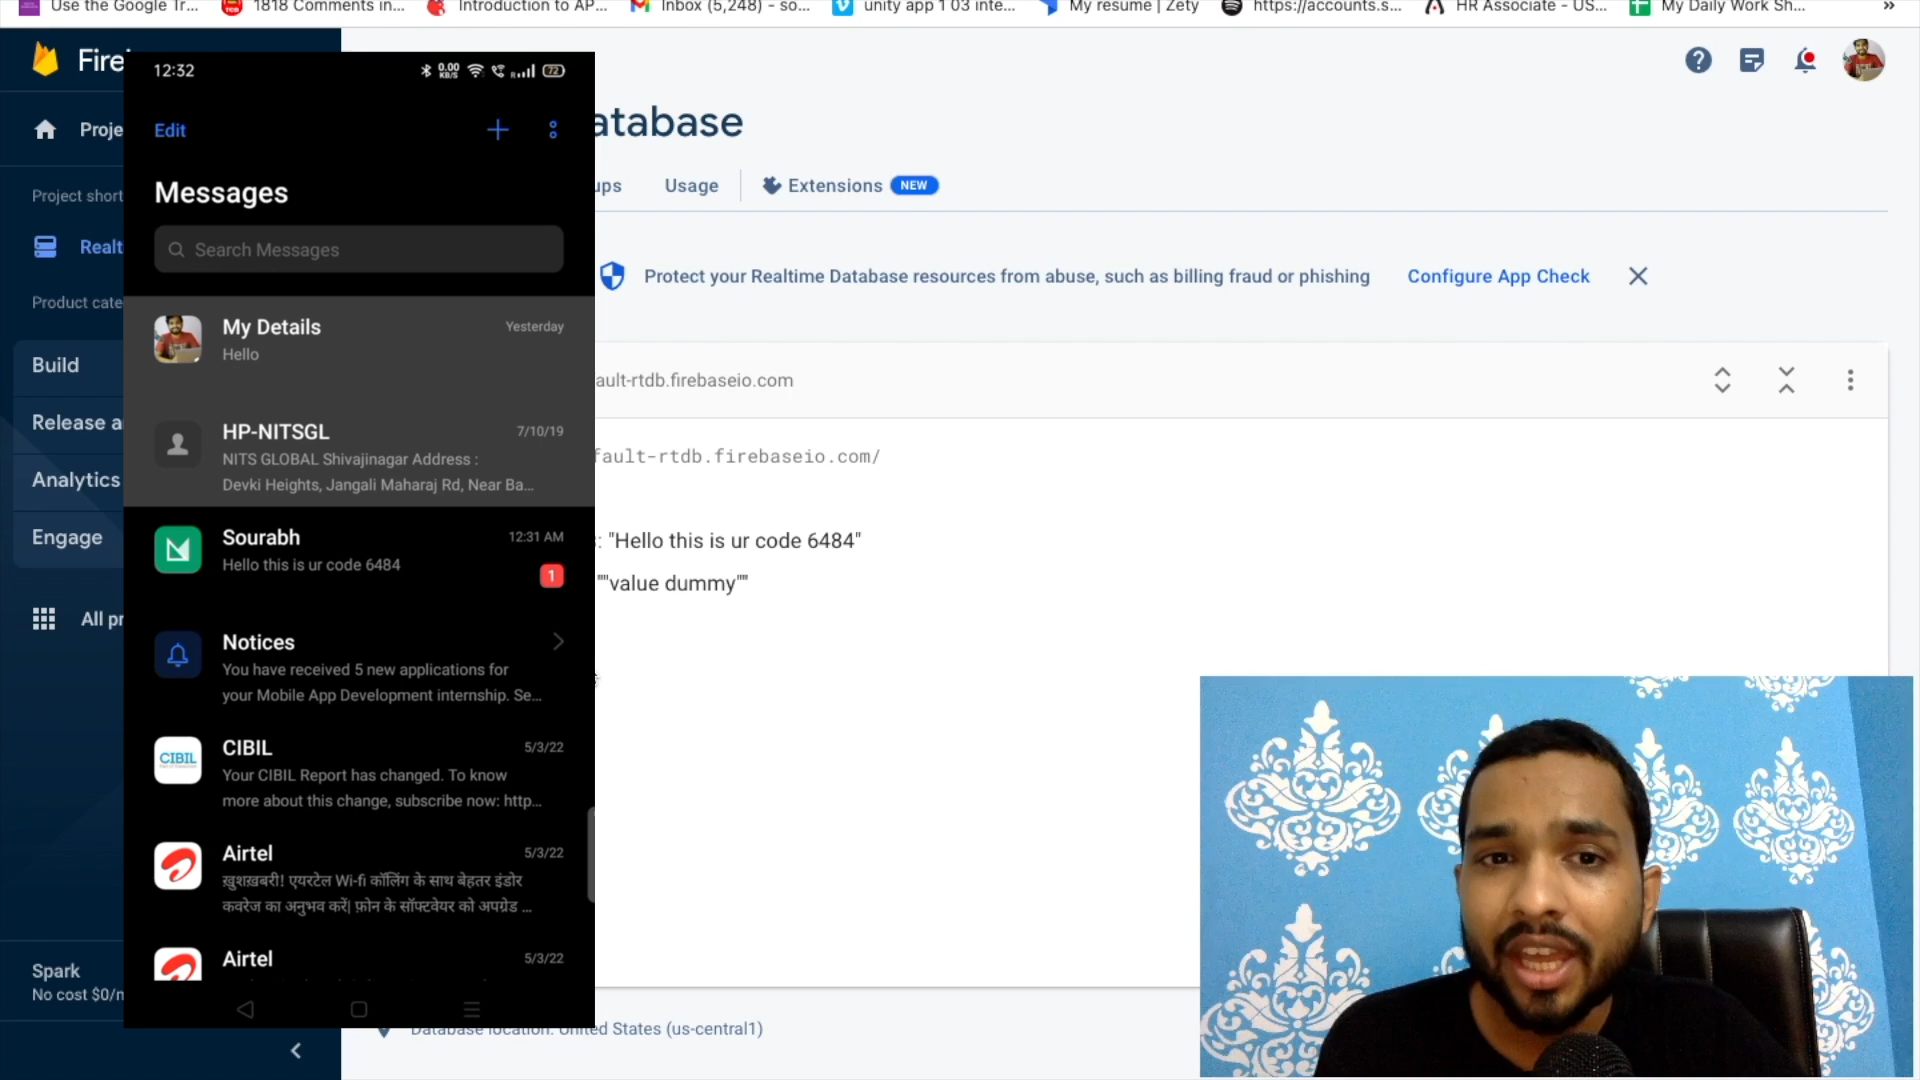 Use the Google Tr...
1818 Comments in...
Introduction to AP...
Inbox (5,248) - so...
unity app 1 03 inte...
My resume | Zety
https://accounts.s...
HR Associate - US...
My Daily Work Sh...
»
Fire
Proje
Project short
Realt
Product cate
Build
Release a
Analytics
Engage
All pr
Spark
No cost $0/m
12:32
0.00
KB/S
R
72
Edit
Messages
Search Messages
My Details
Yesterday
Hello
HP-NITSGL
7/10/19
NITS GLOBAL Shivajinagar Address :
Devki Heights, Jangali Maharaj Rd, Near Ba...
Sourabh
12:31 AM
Hello this is ur code 6484
1
Notices
You have received 5 new applications for
your Mobile App Development internship. Se...
CIBIL
CIBIL
5/3/22
Your CIBIL Report has changed. To know
more about this change, subscribe now: http...
Airtel
5/3/22
ख़ुशख़बरी! एयरटेल Wi-fi कॉलिंग के साथ बेहतर इंडोर
कवरेज का अनुभव करें| फ़ोन के सॉफ्टवेयर को अपग्रेड ...
Airtel
5/3/22
atabase
ups
Usage
Extensions
NEW
Protect your Realtime Database resources from abuse, such as billing fraud or phishing
Configure App Check
ault-rtdb.firebaseio.com
fault-rtdb.firebaseio.com/
: "Hello this is ur code 6484"
""value dummy""
Database location: United States (us-central1)